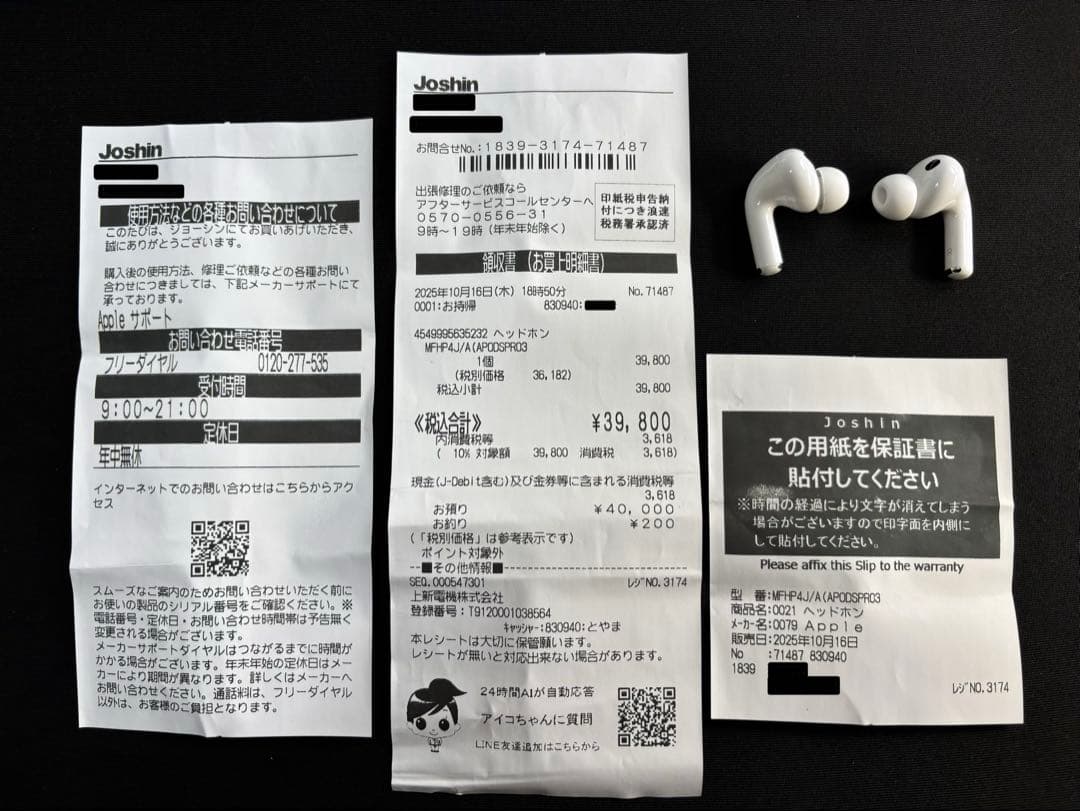 Joshin
使用方法などの各種お問い合わせについて
このたびは、ジョーシンにてお買いあげいただき、
誠にありがとうございます。
購入後の使用方法、修理ご依頼などの各種お問い
合わせにつきましては、下記メーカーサポートにて
承っております。
Apple サポート
お問い合わせ電話番号
フリーダイヤル 0120-277-535
受付時間
9:00~21:00
定休日
年中無休
インターネットでのお問い合わせはこちらからアク
セス
スムーズなご案内のためお問い合わせいただく前に
お使いの製品のシリアル番号をご確認ください。※
電話番号・定休日・お問い合わせ時間帯は予告無く
変更される場合がございます。
メーカーサポートダイヤルはつながるまでに時間が
かかる場合がございます。年末年始の定休日はメー
カーにより期間が異なります。詳しくはメーカーへ
お問い合わせください。通話料は、フリーダイヤル
以外は、お客様のご負担となります。
Joshin
お問合せNo.:1839-3174-71487
出張修理のご依頼なら
アフターサービスコールセンターへ
0570-0556-31
9時~19時(年末年始除く)
印紙税申告納
付につき浪速
税務署承認済
領収書 (お買上明細書)
2025年10月16日(木) 18時50分 No.71487
0001:お持帰 830940:
4549995635232 ヘッドホン
MFHP4J/A(APODSPRO3
1個 39,800
(税別価格 36,182)
税込小計 39,800
《税込合計》 ¥39,800
内消費税等 3,618
( 10% 対象額 39,800 消費税 3,618)
現金(J-Debit含む)及び金券等に含まれる消費税等
3,618
お預り ¥40,000
お釣り ¥200
(「税別価格」は参考表示です)
ポイント対象外
--■その他情報■--
SEQ.000547301 レジNO.3174
上新電機株式会社
登録番号:T9120001038564
キャッシャー:830940:とやま
本レシートは大切に保管願います。
レシートが無いと対応出来ない場合があります。
24時間AIが自動応答
アイコちゃんに質問
LINE友達追加はこちらから
Joshin
この用紙を保証書に
貼付してください
※時間の経過により文字が消えてしまう
場合がございますので印字面を内側に
して貼付してください。
Please affix this Slip to the warranty
型 番:MFHP4J/A(APODSPRO3
商品名:0021 ヘッドホン
メーカー名:0079 Apple
販売日:2025年10月16日
No :71487 830940
1839
レジNO.3174